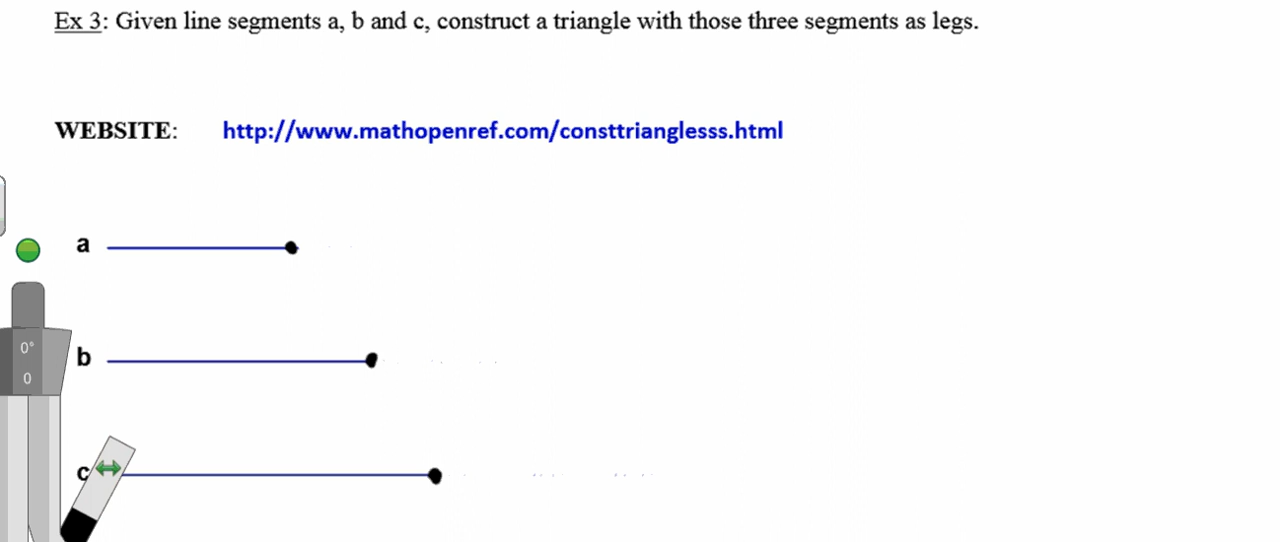 Ex 3: Given line segments a, b and c, construct a triangle with those three segments as legs.
WEBSITE: http://www.mathopenref.com/consttrianglesss.html
a
0°
b
0
c